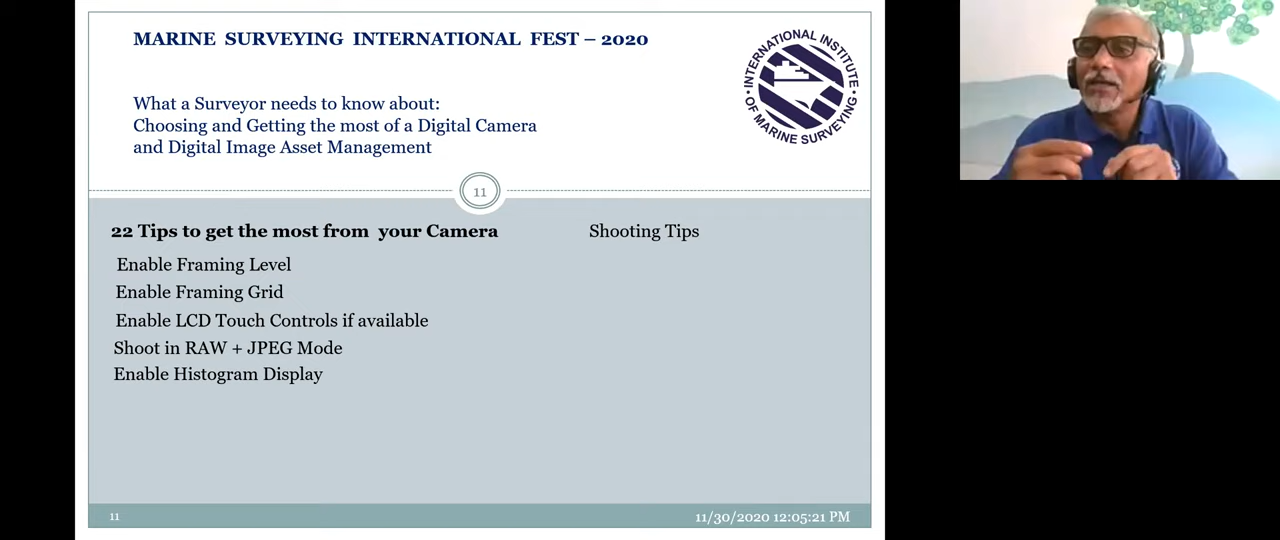 MARINE SURVEYING INTERNATIONAL FEST – 2020
INTERNATIONAL INSTITUTE
OF MARINE SURVEYING
What a Surveyor needs to know about:
Choosing and Getting the most of a Digital Camera
and Digital Image Asset Management
11
22 Tips to get the most from your Camera
Shooting Tips
Enable Framing Level
Enable Framing Grid
Enable LCD Touch Controls if available
Shoot in RAW + JPEG Mode
Enable Histogram Display
11
11/30/2020 12:05:21 PM